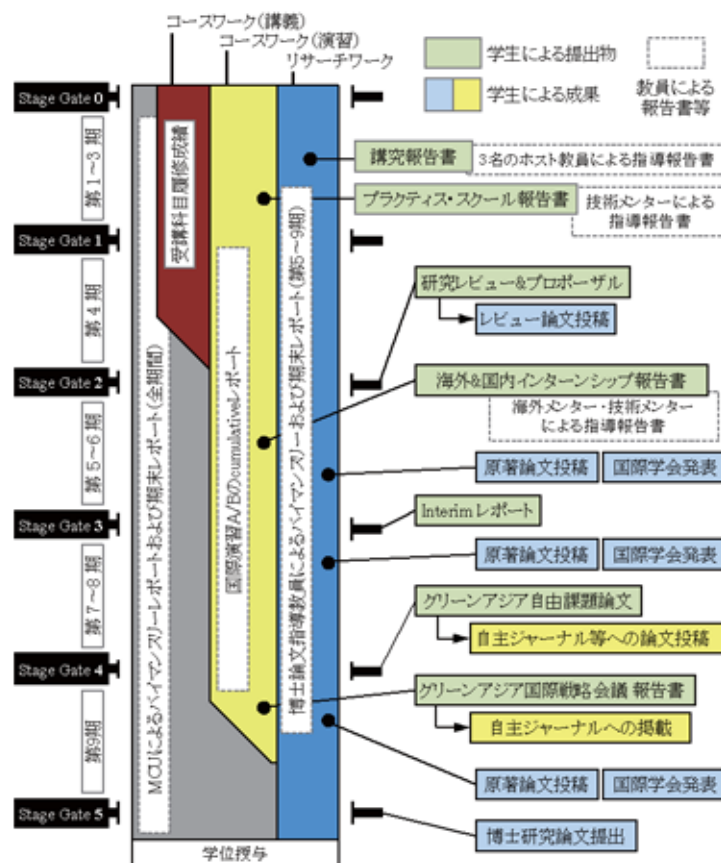 コースワーク(講義)
コースワーク(演習)
リサーチワーク
学生による提出物
学生による成果
教員による
報告書等
Stage Gate 0
第1～3期
Stage Gate 1
第4期
Stage Gate 2
第5～6期
Stage Gate 3
第7～8期
Stage Gate 4
第9期
Stage Gate 5
MCUによるバイマンスリーレポートおよび期末レポート(全期間)
受講科目履修成績
国際演習A/Bのcumulativeレポート
博士論文指導教員によるバイマンスリーおよび期末レポート(第5～9期)
学位授与
講究報告書
3名のホスト教員による指導報告書
プラクティス・スクール報告書
技術メンターによる
指導報告書
研究レビュー&プロポーザル
レビュー論文投稿
海外&国内インターンシップ報告書
海外メンター・技術メンター
による指導報告書
原著論文投稿
国際学会発表
Interimレポート
原著論文投稿
国際学会発表
グリーンアジア自由課題論文
自主ジャーナル等への論文投稿
グリーンアジア国際戦略会議 報告書
自主ジャーナルへの掲載
原著論文投稿
国際学会発表
博士研究論文提出